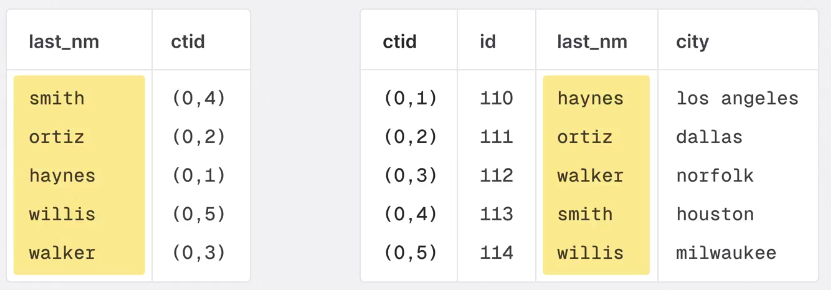 last_nm ctid
smith (0,4)
ortiz (0,2)
haynes (0,1)
willis (0,5)
walker (0,3)
ctid id last_nm city
(0,1) 110 haynes los angeles
(0,2) 111 ortiz dallas
(0,3) 112 walker norfolk
(0,4) 113 smith houston
(0,5) 114 willis milwaukee